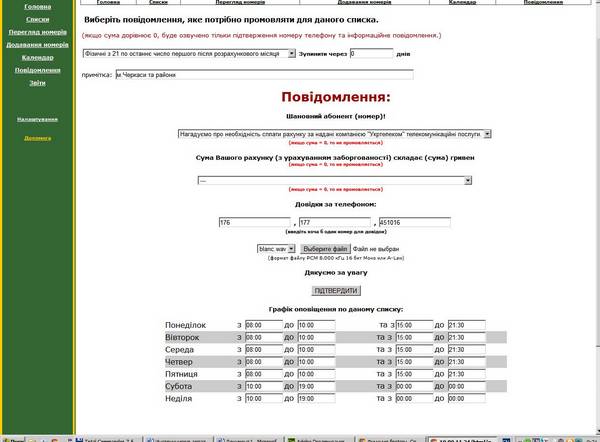 Головна
Списки
Перегляд номерів
Додавання номерів
Календар
Повідомлення
Головна
Списки
Перегляд номерів
Додавання номерів
Календар
Повідомлення
Звіти
Налаштування
Допомога
Виберіть повідомлення, яке потрібно промовляти для даного списка.
(якщо сума дорівнює 0, буде озвучено тільки підтверження номеру телефону та інформаційне повідомлення.)
Фізичні з 21 по останнє число першого після розрахункового місяця Зупинити через 0 днів
примітка: м.Черкаси та райони
Повідомлення:
Шановний абонент (номер)!
Нагадуємо про необхідність сплати рахунку за надані компанією "Укртелеком" телекомунікаційні послуги.
(якщо сума = 0, то не промовляється)
Сума Вашого рахунку (з урахуванням заборгованості) складає (сума) гривен
(якщо сума = 0, то не промовляється)
---
(якщо сума = 0, то не промовляється)
Довідки за телефоном:
176 , 177 , 451016
(введіть хоча б один номер для довідок)
blanc.wav Выберите файл Файл не выбран
(формат файлу PCM 8,000 кГц 16 бит Моно или A-Law)
Дякуємо за увагу
ПІДТВЕРДИТИ
Графік оповіщення по даному списку:
Понеділок з 08:00 до 10:00 та з 15:00 до 21:30
Вівторок з 08:00 до 10:00 та з 15:00 до 21:30
Середа з 08:00 до 10:00 та з 15:00 до 21:30
Четвер з 08:00 до 10:00 та з 15:00 до 21:30
Пятниця з 08:00 до 10:00 та з 15:00 до 21:30
Субота з 10:00 до 19:00 та з 00:00 до 00:00
Неділя з 10:00 до 19:00 та з 00:00 до 00:00